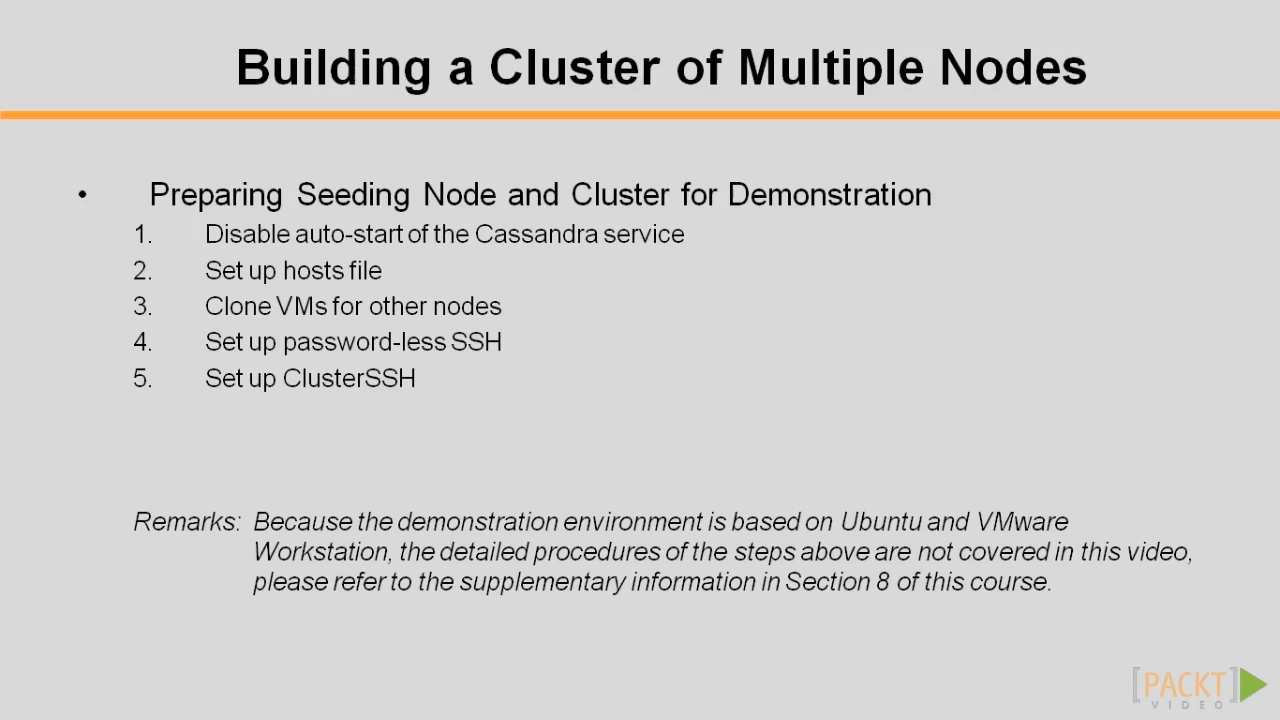 Building a Cluster of Multiple Nodes
• Preparing Seeding Node and Cluster for Demonstration
1. Disable auto-start of the Cassandra service
2. Set up hosts file
3. Clone VMs for other nodes
4. Set up password-less SSH
5. Set up ClusterSSH
Remarks: Because the demonstration environment is based on Ubuntu and VMware
Workstation, the detailed procedures of the steps above are not covered in this video,
please refer to the supplementary information in Section 8 of this course.
[PACKT]
VIDEO